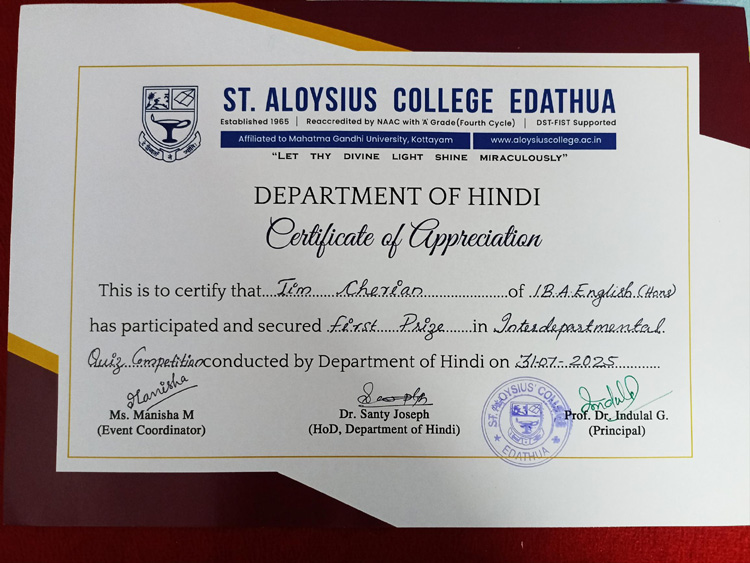 ST. ALOYSIUS COLLEGE EDATHUA
Established 1965 | Reaccredited by NAAC with 'A' Grade(Fourth Cycle) | DST-FIST Supported
Affiliated to Mahatma Gandhi University, Kottayam www.aloysiuscollege.ac.in
"LET THY DIVINE LIGHT SHINE MIRACULOUSLY"
DEPARTMENT OF HINDI
Certificate of Appreciation
This is to certify that Tim Cherian of I B.A English (Hons)
has participated and secured First Prize in Interdepartmental
Quiz Competition conducted by Department of Hindi on 31-07-2025
Manisha
Ms. Manisha M
(Event Coordinator)
Dr. Santy Joseph
(HoD, Department of Hindi)
ST. ALOYSIUS' COLLEGE
EDATHUA
Indulal G
Prof. Dr. Indulal G.
(Principal)